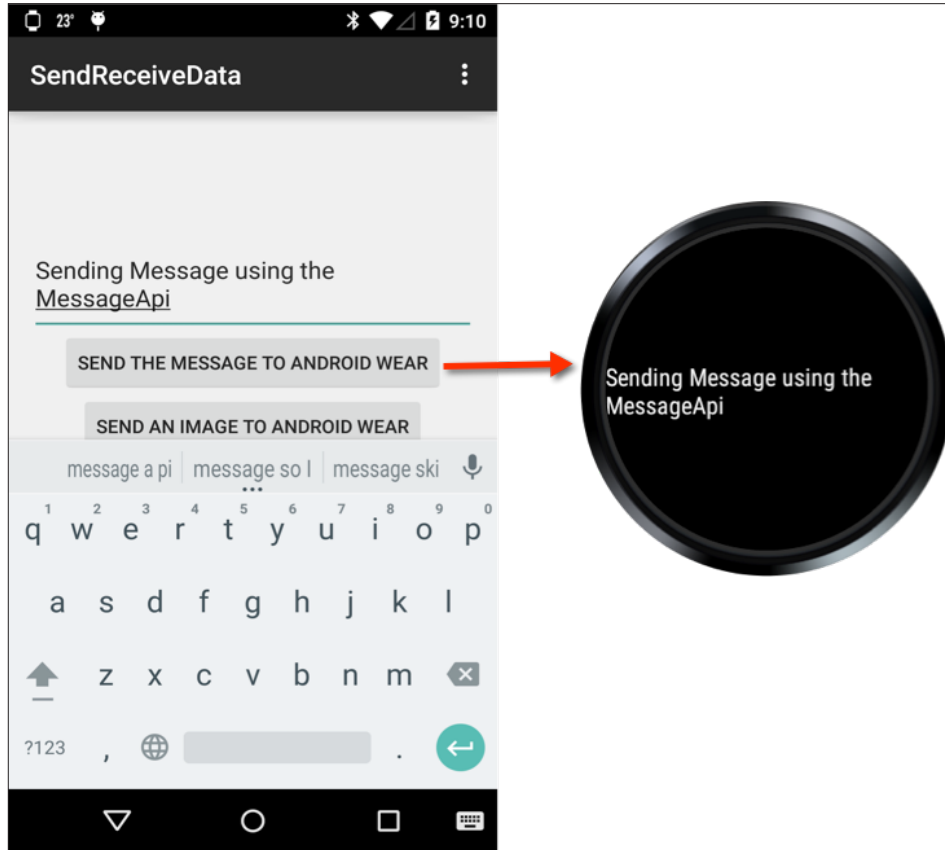 23° 9:10
SendReceiveData
Sending Message using the
MessageApi
SEND THE MESSAGE TO ANDROID WEAR
SEND AN IMAGE TO ANDROID WEAR
message a pi message so I message ski
1 2 3 4 5 6 7 8 9 0
q w e r t y u i o p
a s d f g h j k l
z x c v b n m
?123 , .
Sending Message using the
MessageApi